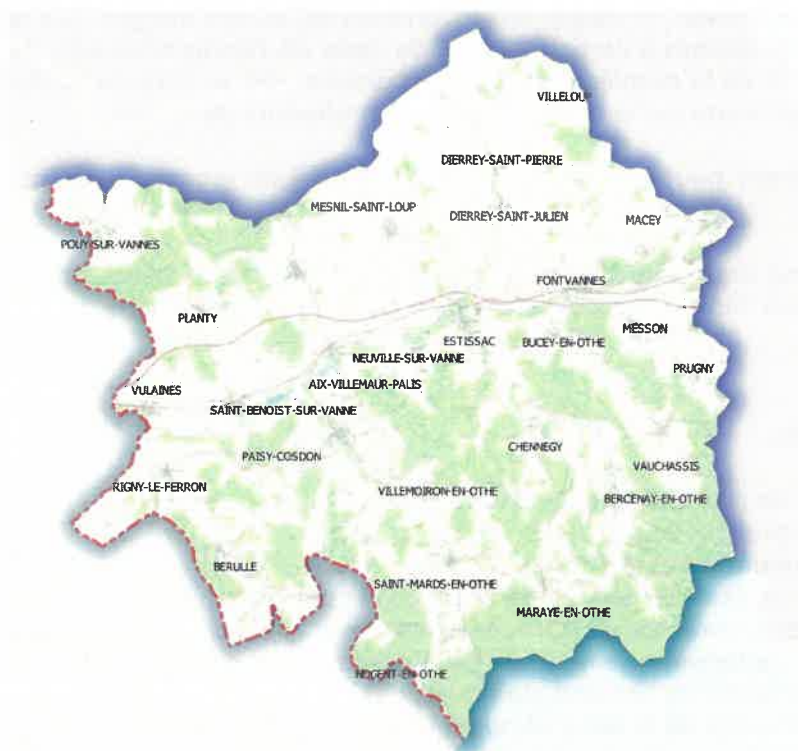 VILLELOUP
DIERREY-SAINT-PIERRE
MESNIL-SAINT-LOUP
DIERREY-SAINT-JULIEN
MACEY
POUY-SUR-VANNES
FONTVANNES
PLANTY
MESSON
ESTISSAC
BUCEY-EN-OTHE
NEUVILLE-SUR-VANNE
PRUGNY
AIX-VILLEMAUR-PALIS
VULAINES
SAINT-BENOIST-SUR-VANNE
CHENNEGY
PAISY-COSDON
VAUCHASSIS
RIGNY-LE-FERRON
VILLEMOIRON-EN-OTHE
BERCENAY-EN-OTHE
BERULLE
SAINT-MARDS-EN-OTHE
MARAYE-EN-OTHE
NOGENT-EN-OTHE